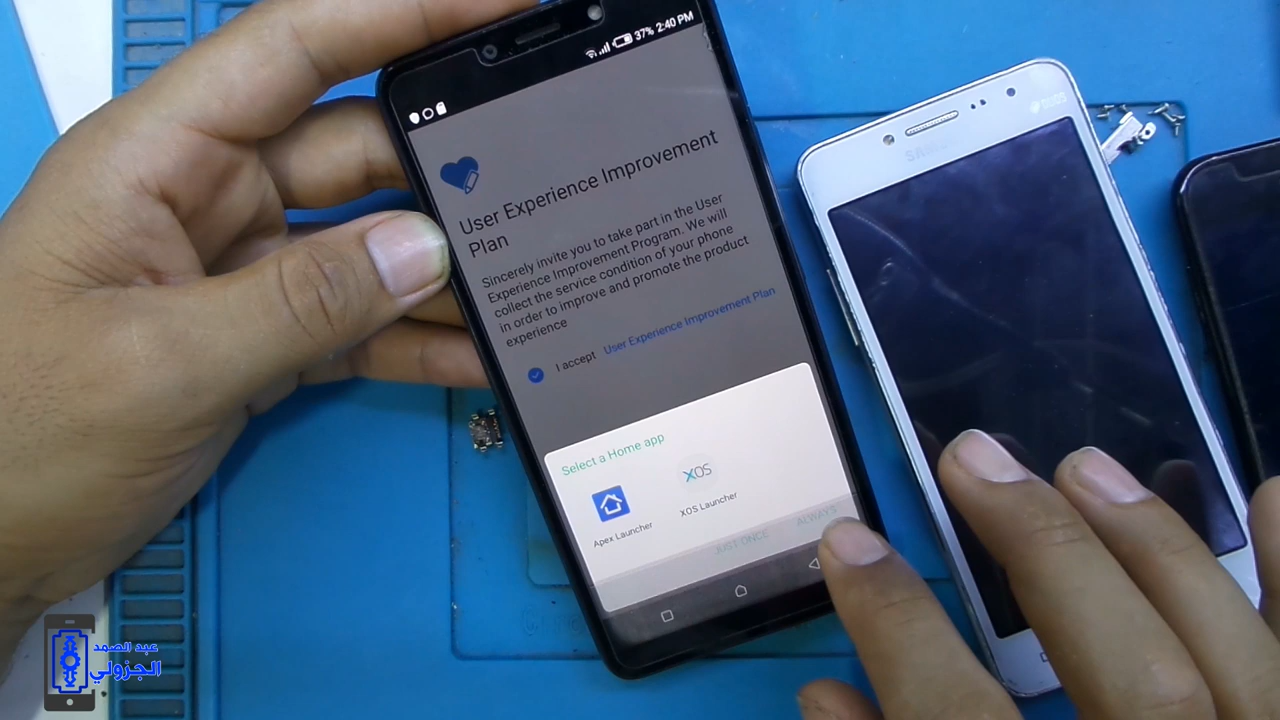 37% 2:40 PM
User Experience Improvement
Plan
Sincerely invite you to take part in the User
Experience Improvement Program. We will
collect the service condition of your phone
in order to improve and promote the product
experience
I accept User Experience Improvement Plan
Select a Home app
XOS
Apex Launcher
XOS Launcher
JUST ONCE
ALWAYS
SAMSUNG
DUOS
عبد الصمد
الجزولي